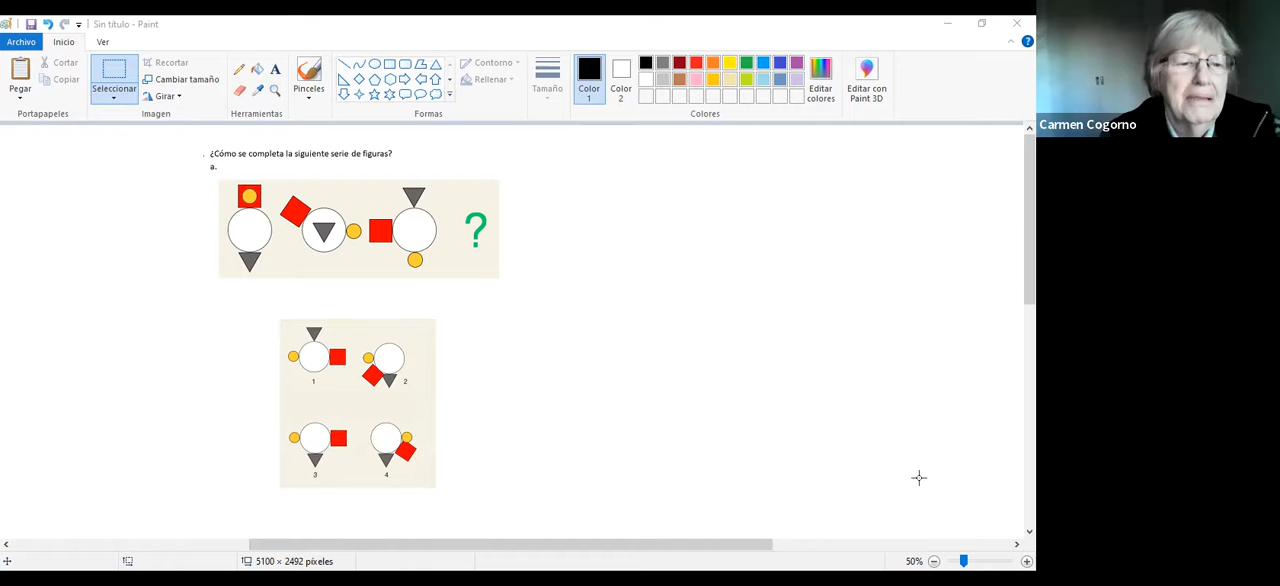 Sin título - Paint
Archivo Inicio Ver
Pegar
Cortar
Copiar
Portapapeles
Seleccionar
Recortar
Cambiar tamaño
Girar
Imagen
A
Herramientas
Pinceles
Contorno
Rellenar
Formas
Tamaño
Color 1
Color 2
Editar colores
Editar con Paint 3D
Colores
Carmen Cogorno
. ¿Cómo se completa la siguiente serie de figuras?
a.
?
1
2
3
4
5100 × 2492 píxeles
50%